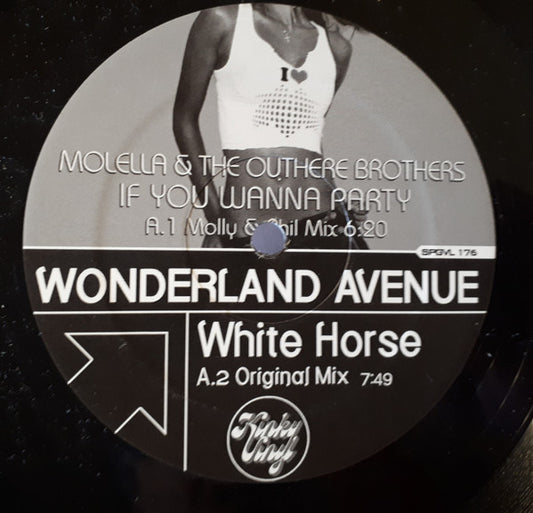 I ❤
MOLELLA & THE OUTHERE BROTHERS
IF YOU WANNA PARTY
A.1 Molly & Phil Mix 6:20
SPGVL 176
WONDERLAND AVENUE
White Horse
A.2 Original Mix 7:49
Kinky
Vinyl